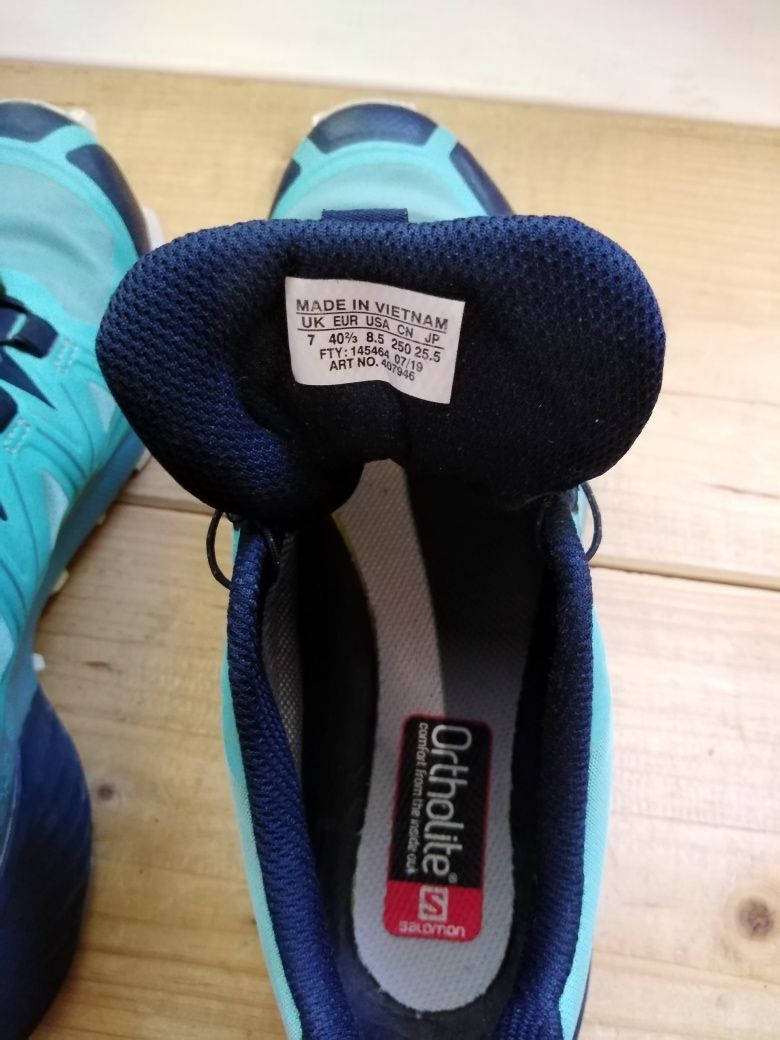 MADE IN VIETNAM
UK EUR USA CN JP
7 40⅔ 8.5 250 25.5
FTY: 145464 07/19
ART NO. 407946
Ortholite®
comfort from the inside out
S
salomon